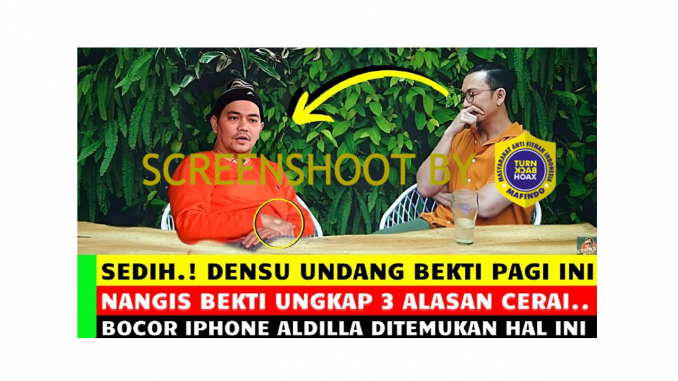 SCREENSHOOT BY
MASYARAKAT ANTI FITNAH INDONESIA
TURN
BACK
HOAX
MAFINDO
SEDIH.! DENSU UNDANG BEKTI PAGI INI
NANGIS BEKTI UNGKAP 3 ALASAN CERAI..
BOCOR IPHONE ALDILLA DITEMUKAN HAL INI